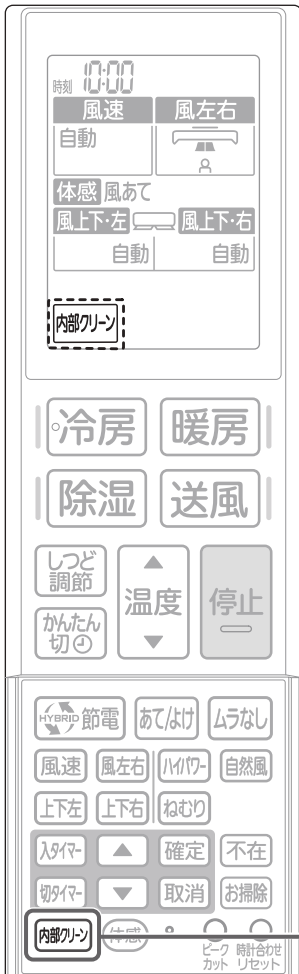 時刻 10:00
風速 風左右
自動
体感 風あて
風上下・左 風上下・右
自動 自動
内部クリーン
冷房 暖房
除湿 送風
しつど
調節
温度
停止
かんたん
切
HYBRID 節電 あて/よけ ムラなし
風速 風左右 ハイパワー 自然風
上下左 上下右 ねむり
入タイマー 確定 不在
切タイマー 取消 お掃除
内部クリーン 体感
ピーク
カット
時計合わせ
リセット